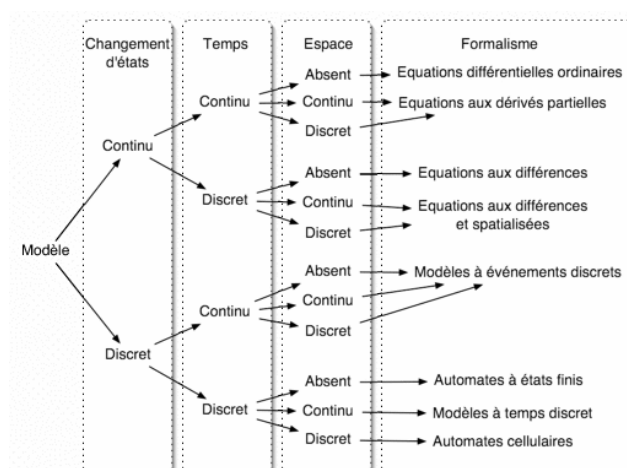 Changement
d'états
Temps
Espace
Formalisme
Absent
Equations différentielles ordinaires
Continu
Continu
Equations aux dérivés partielles
Discret
Continu
Absent
Equations aux différences
Discret
Continu
Equations aux différences
et spatialisées
Discret
Modèle
Absent
Modèles à événements discrets
Continu
Continu
Discret
Discret
Absent
Automates à états finis
Discret
Continu
Modèles à temps discret
Discret
Automates cellulaires